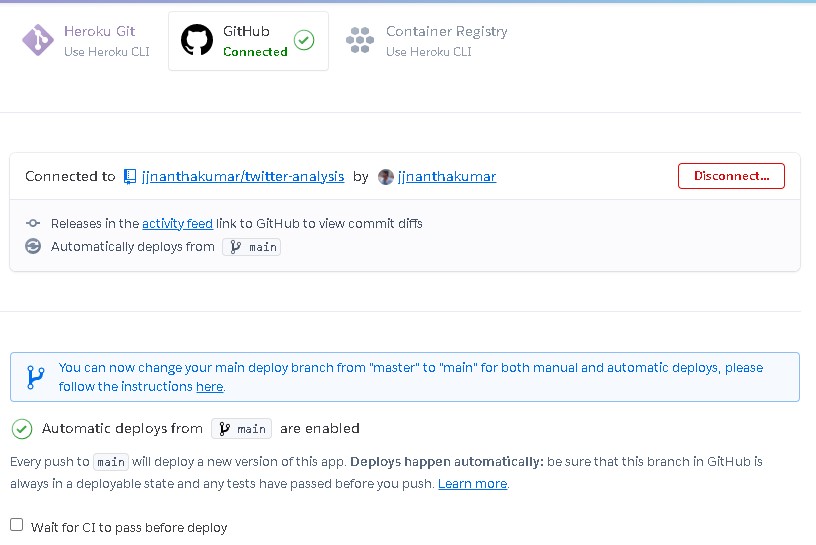 Heroku Git
Use Heroku CLI
GitHub
Connected
Container Registry
Use Heroku CLI
Connected to jjnanthakumar/twitter-analysis by jjnanthakumar
Disconnect...
Releases in the activity feed link to GitHub to view commit diffs
Automatically deploys from main
You can now change your main deploy branch from "master" to "main" for both manual and automatic deploys, please
follow the instructions here.
Automatic deploys from main are enabled
Every push to main will deploy a new version of this app. Deploys happen automatically: be sure that this branch in GitHub is
always in a deployable state and any tests have passed before you push. Learn more.
Wait for CI to pass before deploy